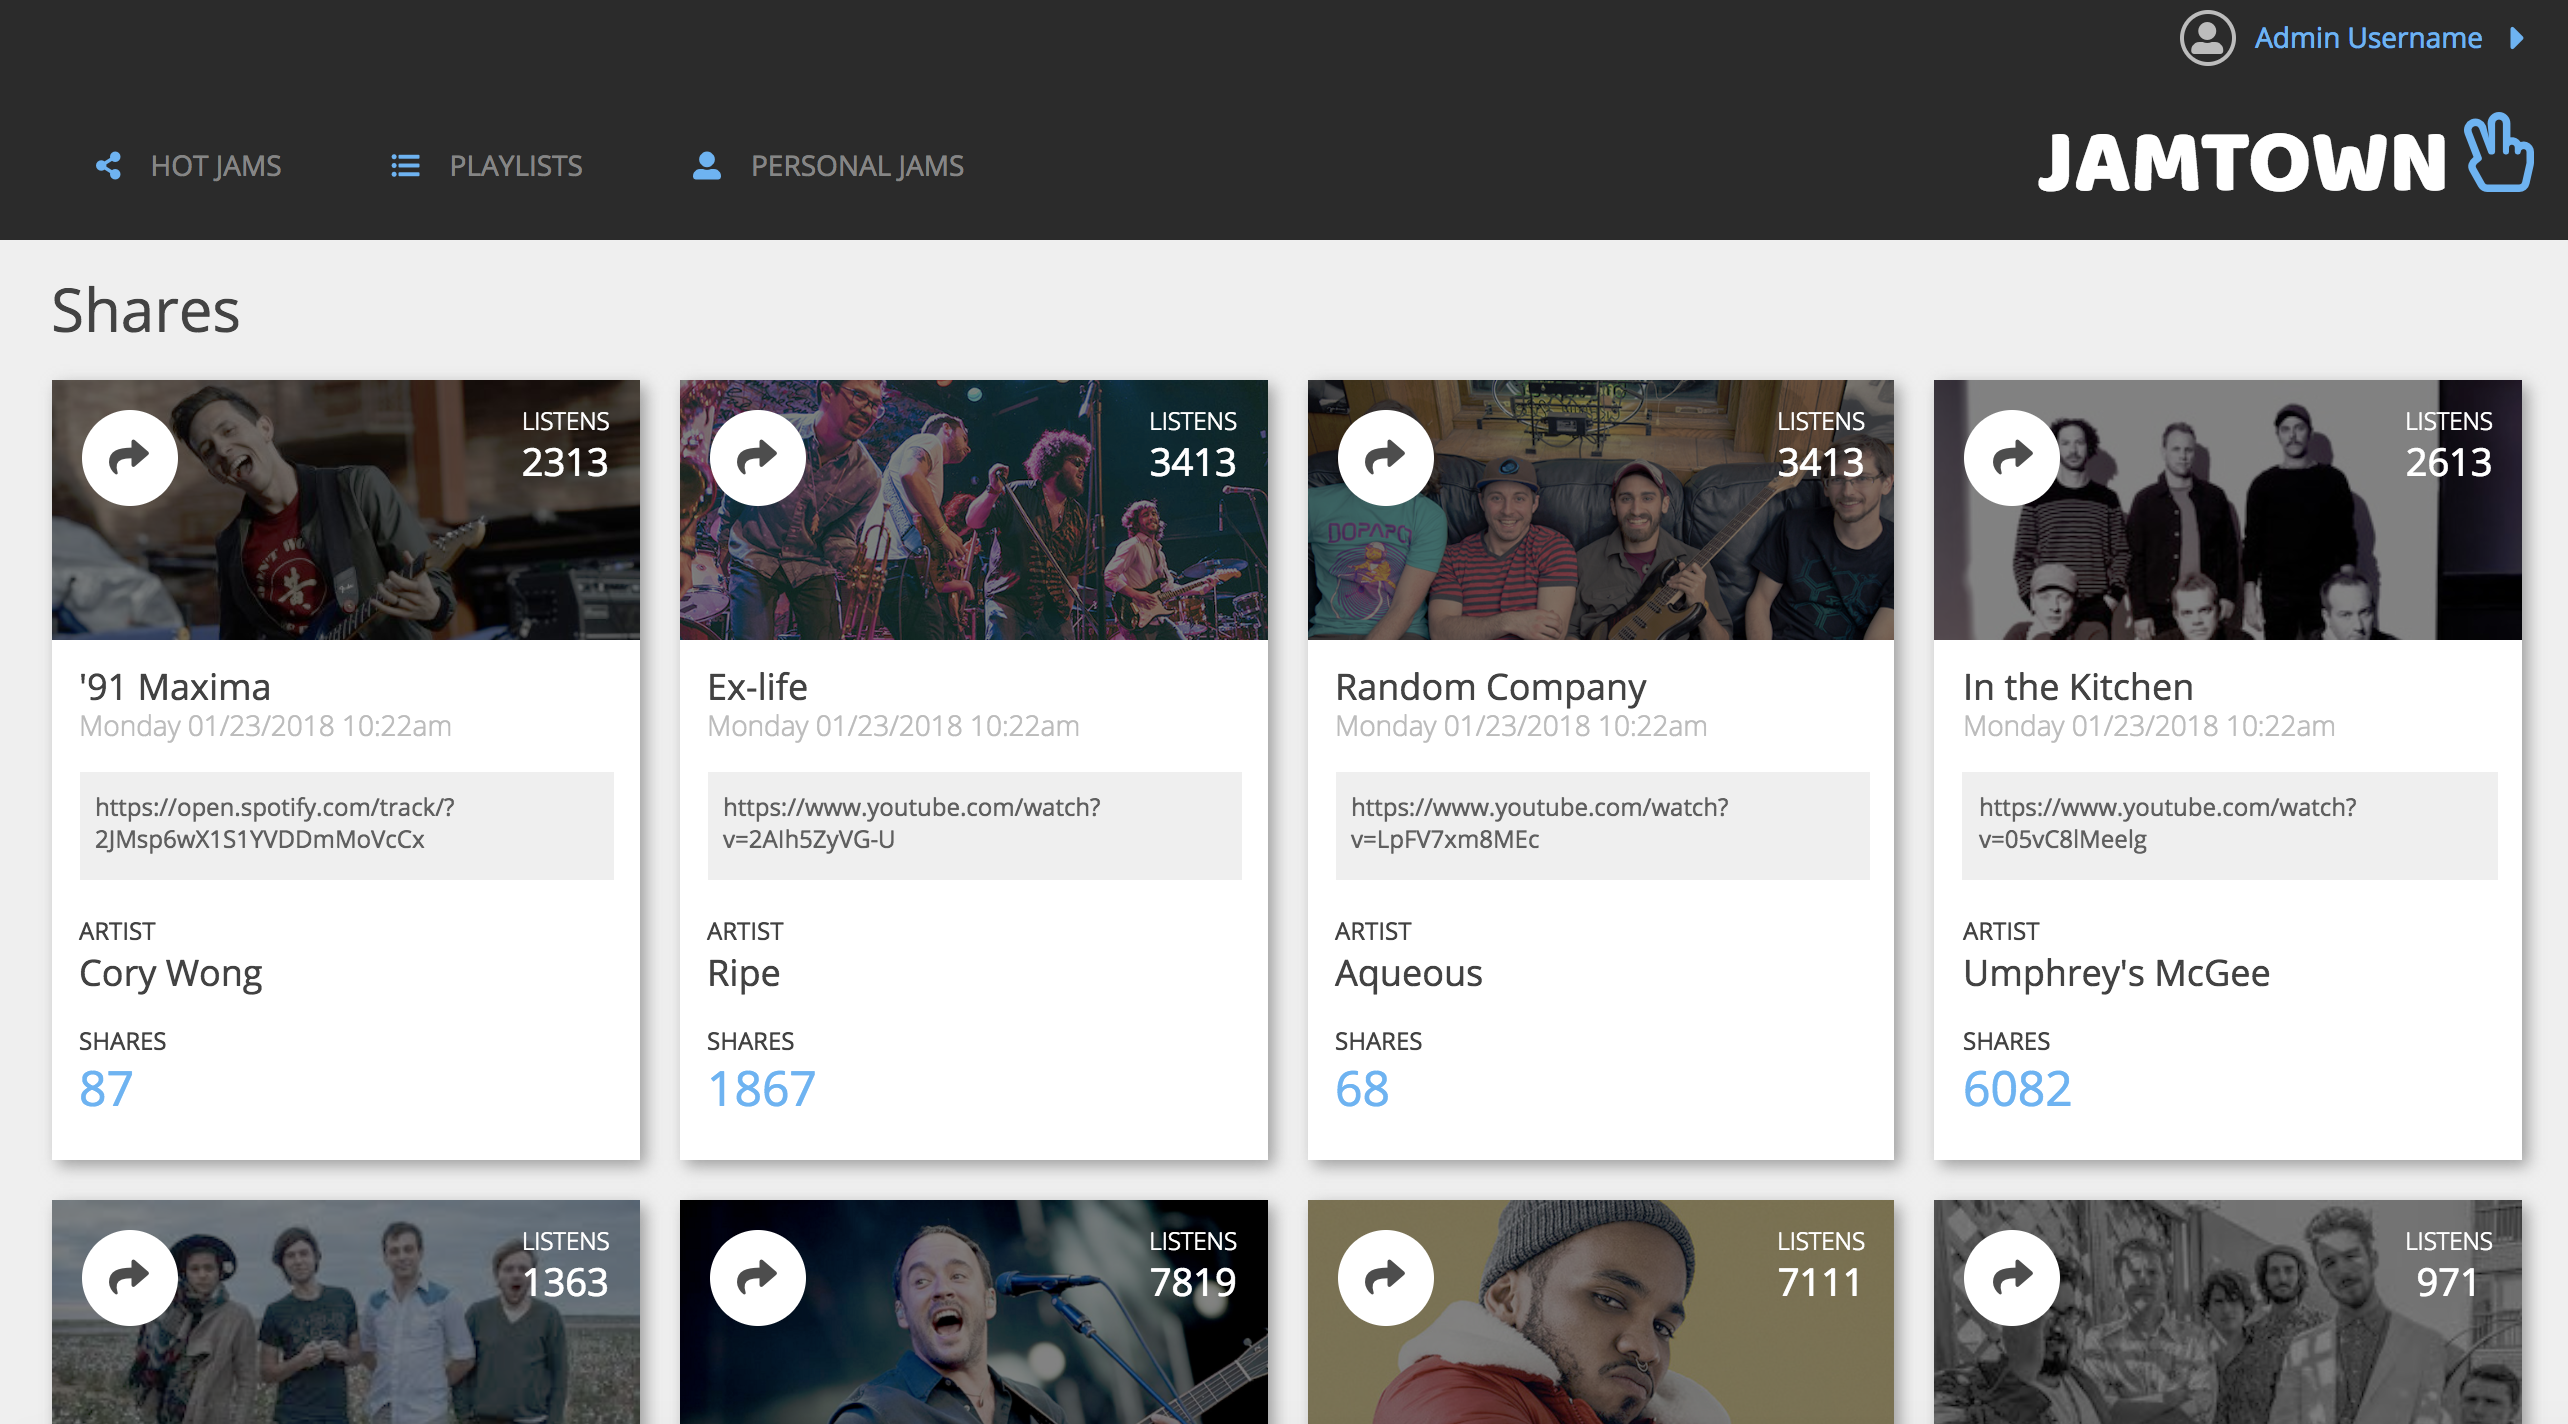 Admin Username
HOT JAMS
PLAYLISTS
PERSONAL JAMS
JAMTOWN
Shares
LISTENS
2313
'91 Maxima
Monday 01/23/2018 10:22am
https://open.spotify.com/track/?
2JMsp6wX1S1YVDDmMoVcCx
ARTIST
Cory Wong
SHARES
87
LISTENS
3413
Ex-life
Monday 01/23/2018 10:22am
https://www.youtube.com/watch?
v=2AIh5ZyVG-U
ARTIST
Ripe
SHARES
1867
LISTENS
3413
DOPAPOD
Random Company
Monday 01/23/2018 10:22am
https://www.youtube.com/watch?
v=LpFV7xm8MEc
ARTIST
Aqueous
SHARES
68
LISTENS
2613
In the Kitchen
Monday 01/23/2018 10:22am
https://www.youtube.com/watch?
v=05vC8lMeelg
ARTIST
Umphrey's McGee
SHARES
6082
LISTENS
1363
LISTENS
7819
LISTENS
7111
LISTENS
971